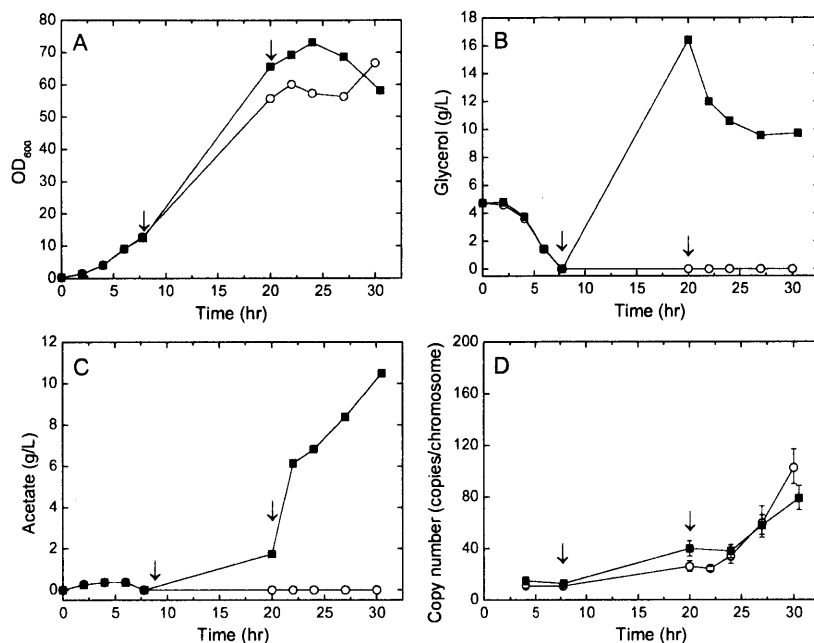 A
OD600
80
70
60
50
40
30
20
10
0
0 5 10 15 20 25 30
Time (hr)
B
Glycerol (g/L)
18
16
14
12
10
8
6
4
2
0
0 5 10 15 20 25 30
Time (hr)
C
Acetate (g/L)
12
10
8
6
4
2
0
0 5 10 15 20 25 30
Time (hr)
D
Copy number (copies/chromosome)
200
160
120
80
40
0
0 5 10 15 20 25 30
Time (hr)